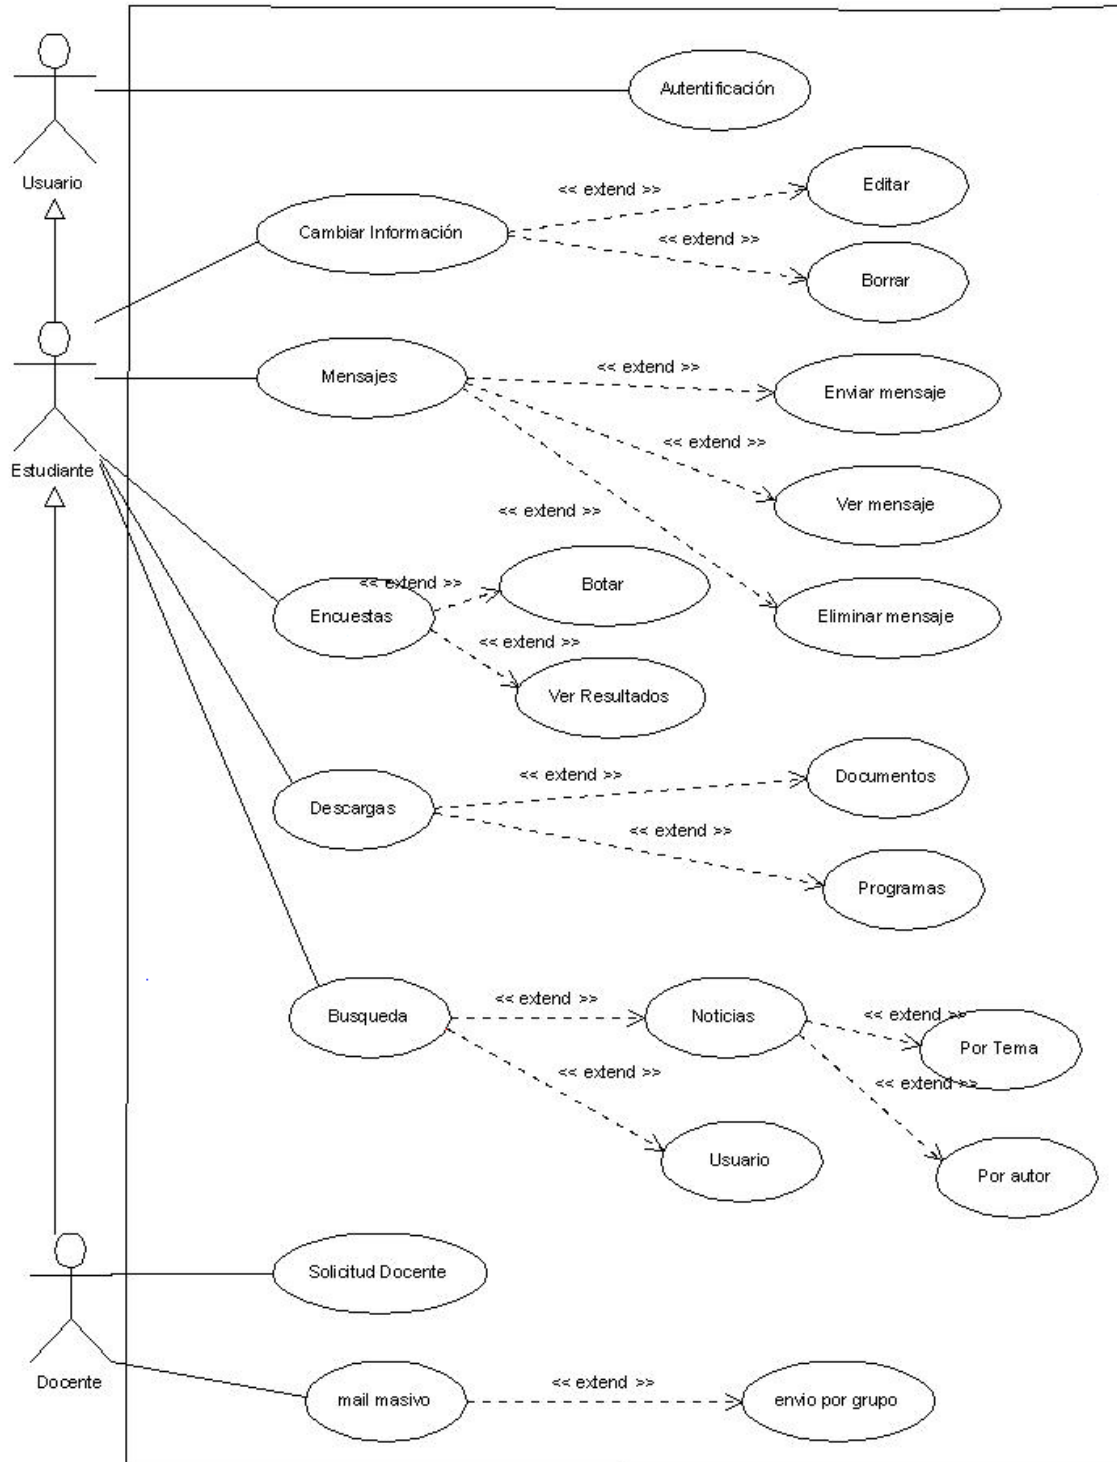 Autentificación
Usuario
<< extend >>
Editar
Cambiar Información
<< extend >>
Borrar
Mensajes
<< extend >>
Enviar mensaje
<< extend >>
Estudiante
Ver mensaje
<< extend >>
<< extend >>
Botar
Encuestas
Eliminar mensaje
<< extend >>
Ver Resultados
<< extend >>
Documentos
Descargas
<< extend >>
Programas
Busqueda
<< extend >>
Noticias
<< extend >>
Por Tema
<< extend >>
<< extend >>
Usuario
Por autor
Solicitud Docente
Docente
mail masivo
<< extend >>
envio por grupo